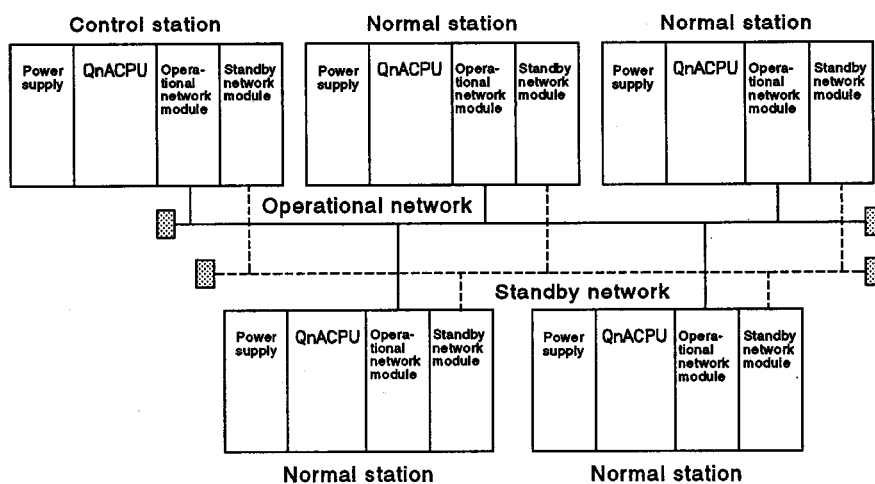 Control station
Normal station
Normal station
Power
supply
QnACPU
Opera-
tional
network
module
Standby
network
module
Power
supply
QnACPU
Opera-
tional
network
module
Standby
network
module
Power
supply
QnACPU
Opera-
tional
network
module
Standby
network
module
Operational network
Standby network
Power
supply
QnACPU
Opera-
tional
network
module
Standby
network
module
Power
supply
QnACPU
Opera-
tional
network
module
Standby
network
module
Normal station
Normal station